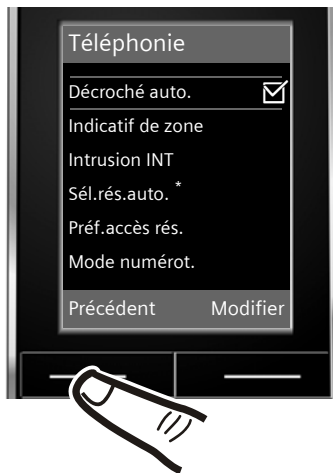 Téléphonie
Décroché auto.
Indicatif de zone
Intrusion INT
Sél.rés.auto. *
Préf.accès rés.
Mode numérot.
Précédent Modifier